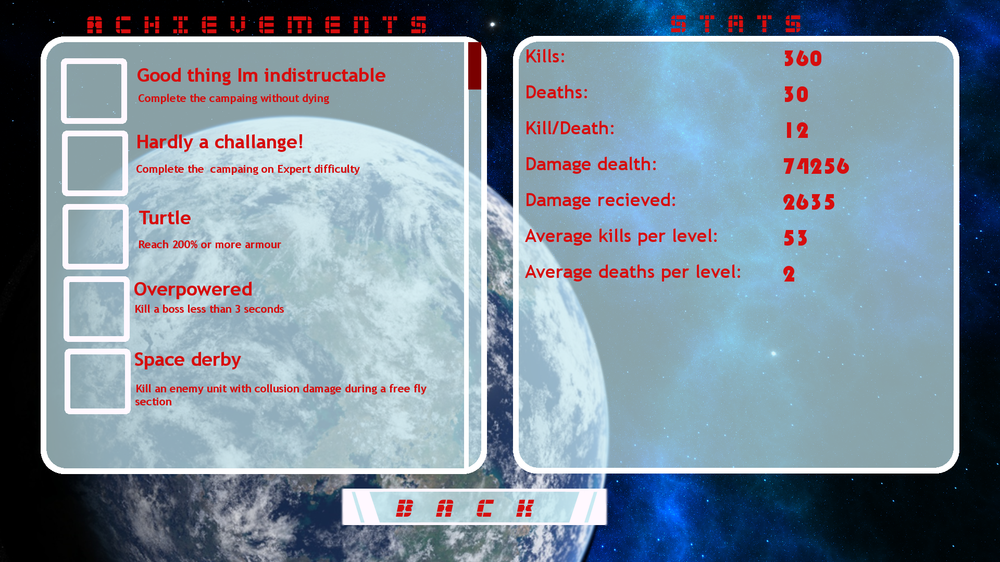 ACHIEVEMENTS
Good thing Im indistructable
Complete the campaing without dying
Hardly a challange!
Complete the campaing on Expert difficulty
Turtle
Reach 200% or more armour
Overpowered
Kill a boss less than 3 seconds
Space derby
Kill an enemy unit with collusion damage during a free fly
section
STATS
Kills: 360
Deaths: 30
Kill/Death: 12
Damage dealth: 74256
Damage recieved: 2635
Average kills per level: 53
Average deaths per level: 2
BACK